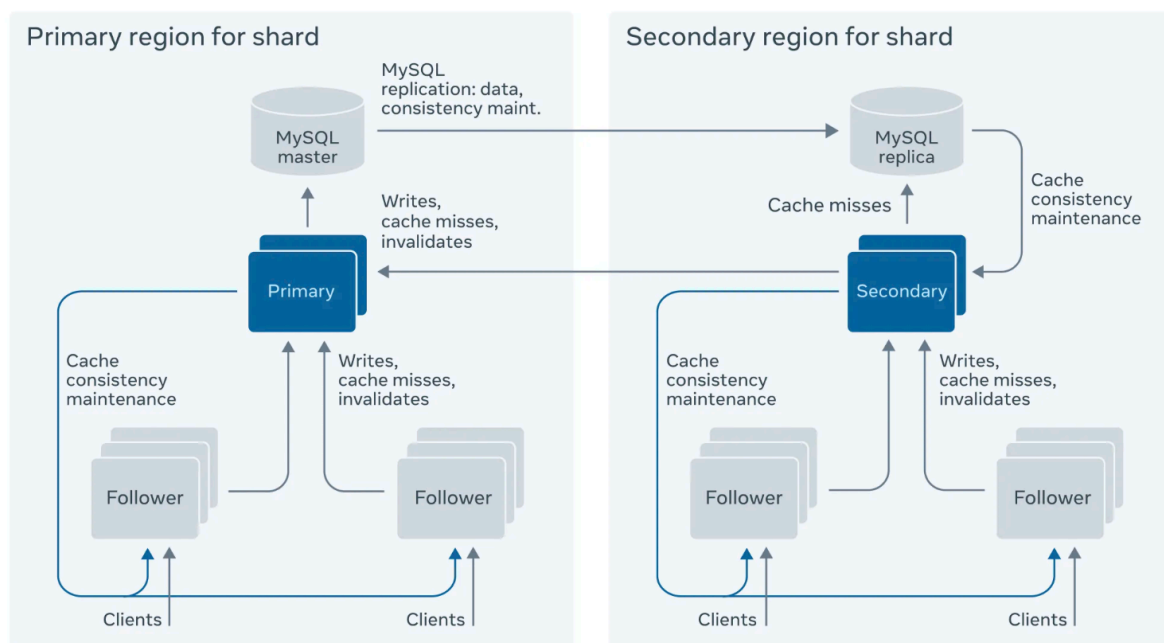 Primary region for shard
MySQL
replication: data,
consistency maint.
MySQL
master
Writes,
cache misses,
invalidates
Primary
Cache
consistency
maintenance
Writes,
cache misses,
invalidates
Follower
Follower
Clients
Clients
Secondary region for shard
MySQL
replica
Cache
consistency
maintenance
Cache misses
Secondary
Cache
consistency
maintenance
Writes,
cache misses,
invalidates
Follower
Follower
Clients
Clients